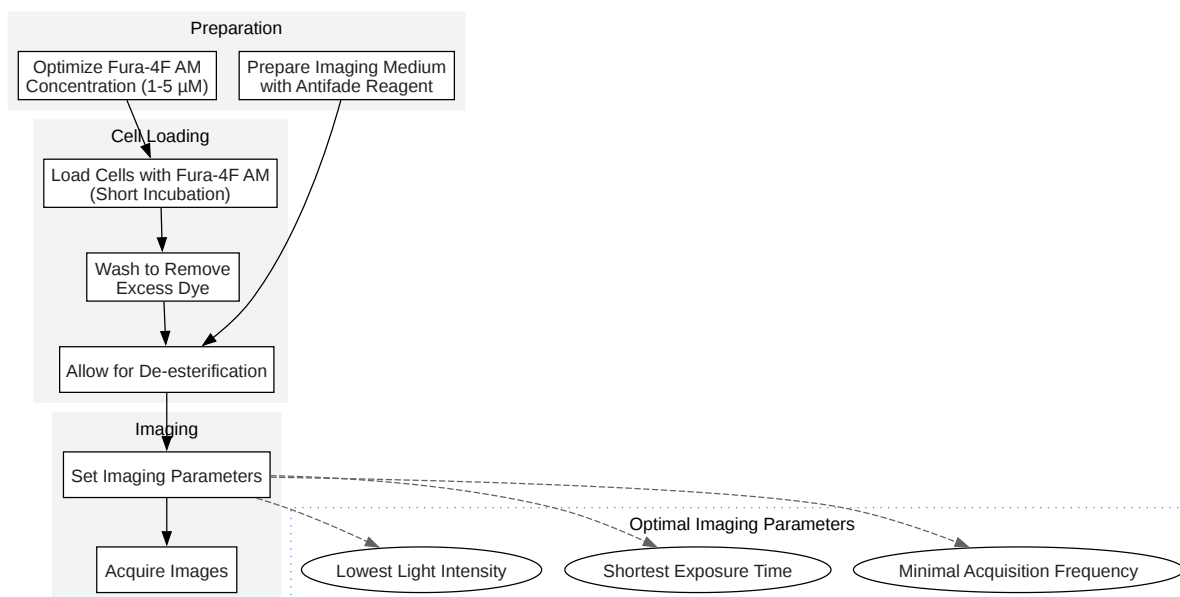 Preparation
Optimize Fura-4F AM
Concentration (1-5 µM)
Prepare Imaging Medium
with Antifade Reagent
Cell Loading
Load Cells with Fura-4F AM
(Short Incubation)
Wash to Remove
Excess Dye
Allow for De-esterification
Imaging
Set Imaging Parameters
Acquire Images
Optimal Imaging Parameters
Lowest Light Intensity
Shortest Exposure Time
Minimal Acquisition Frequency